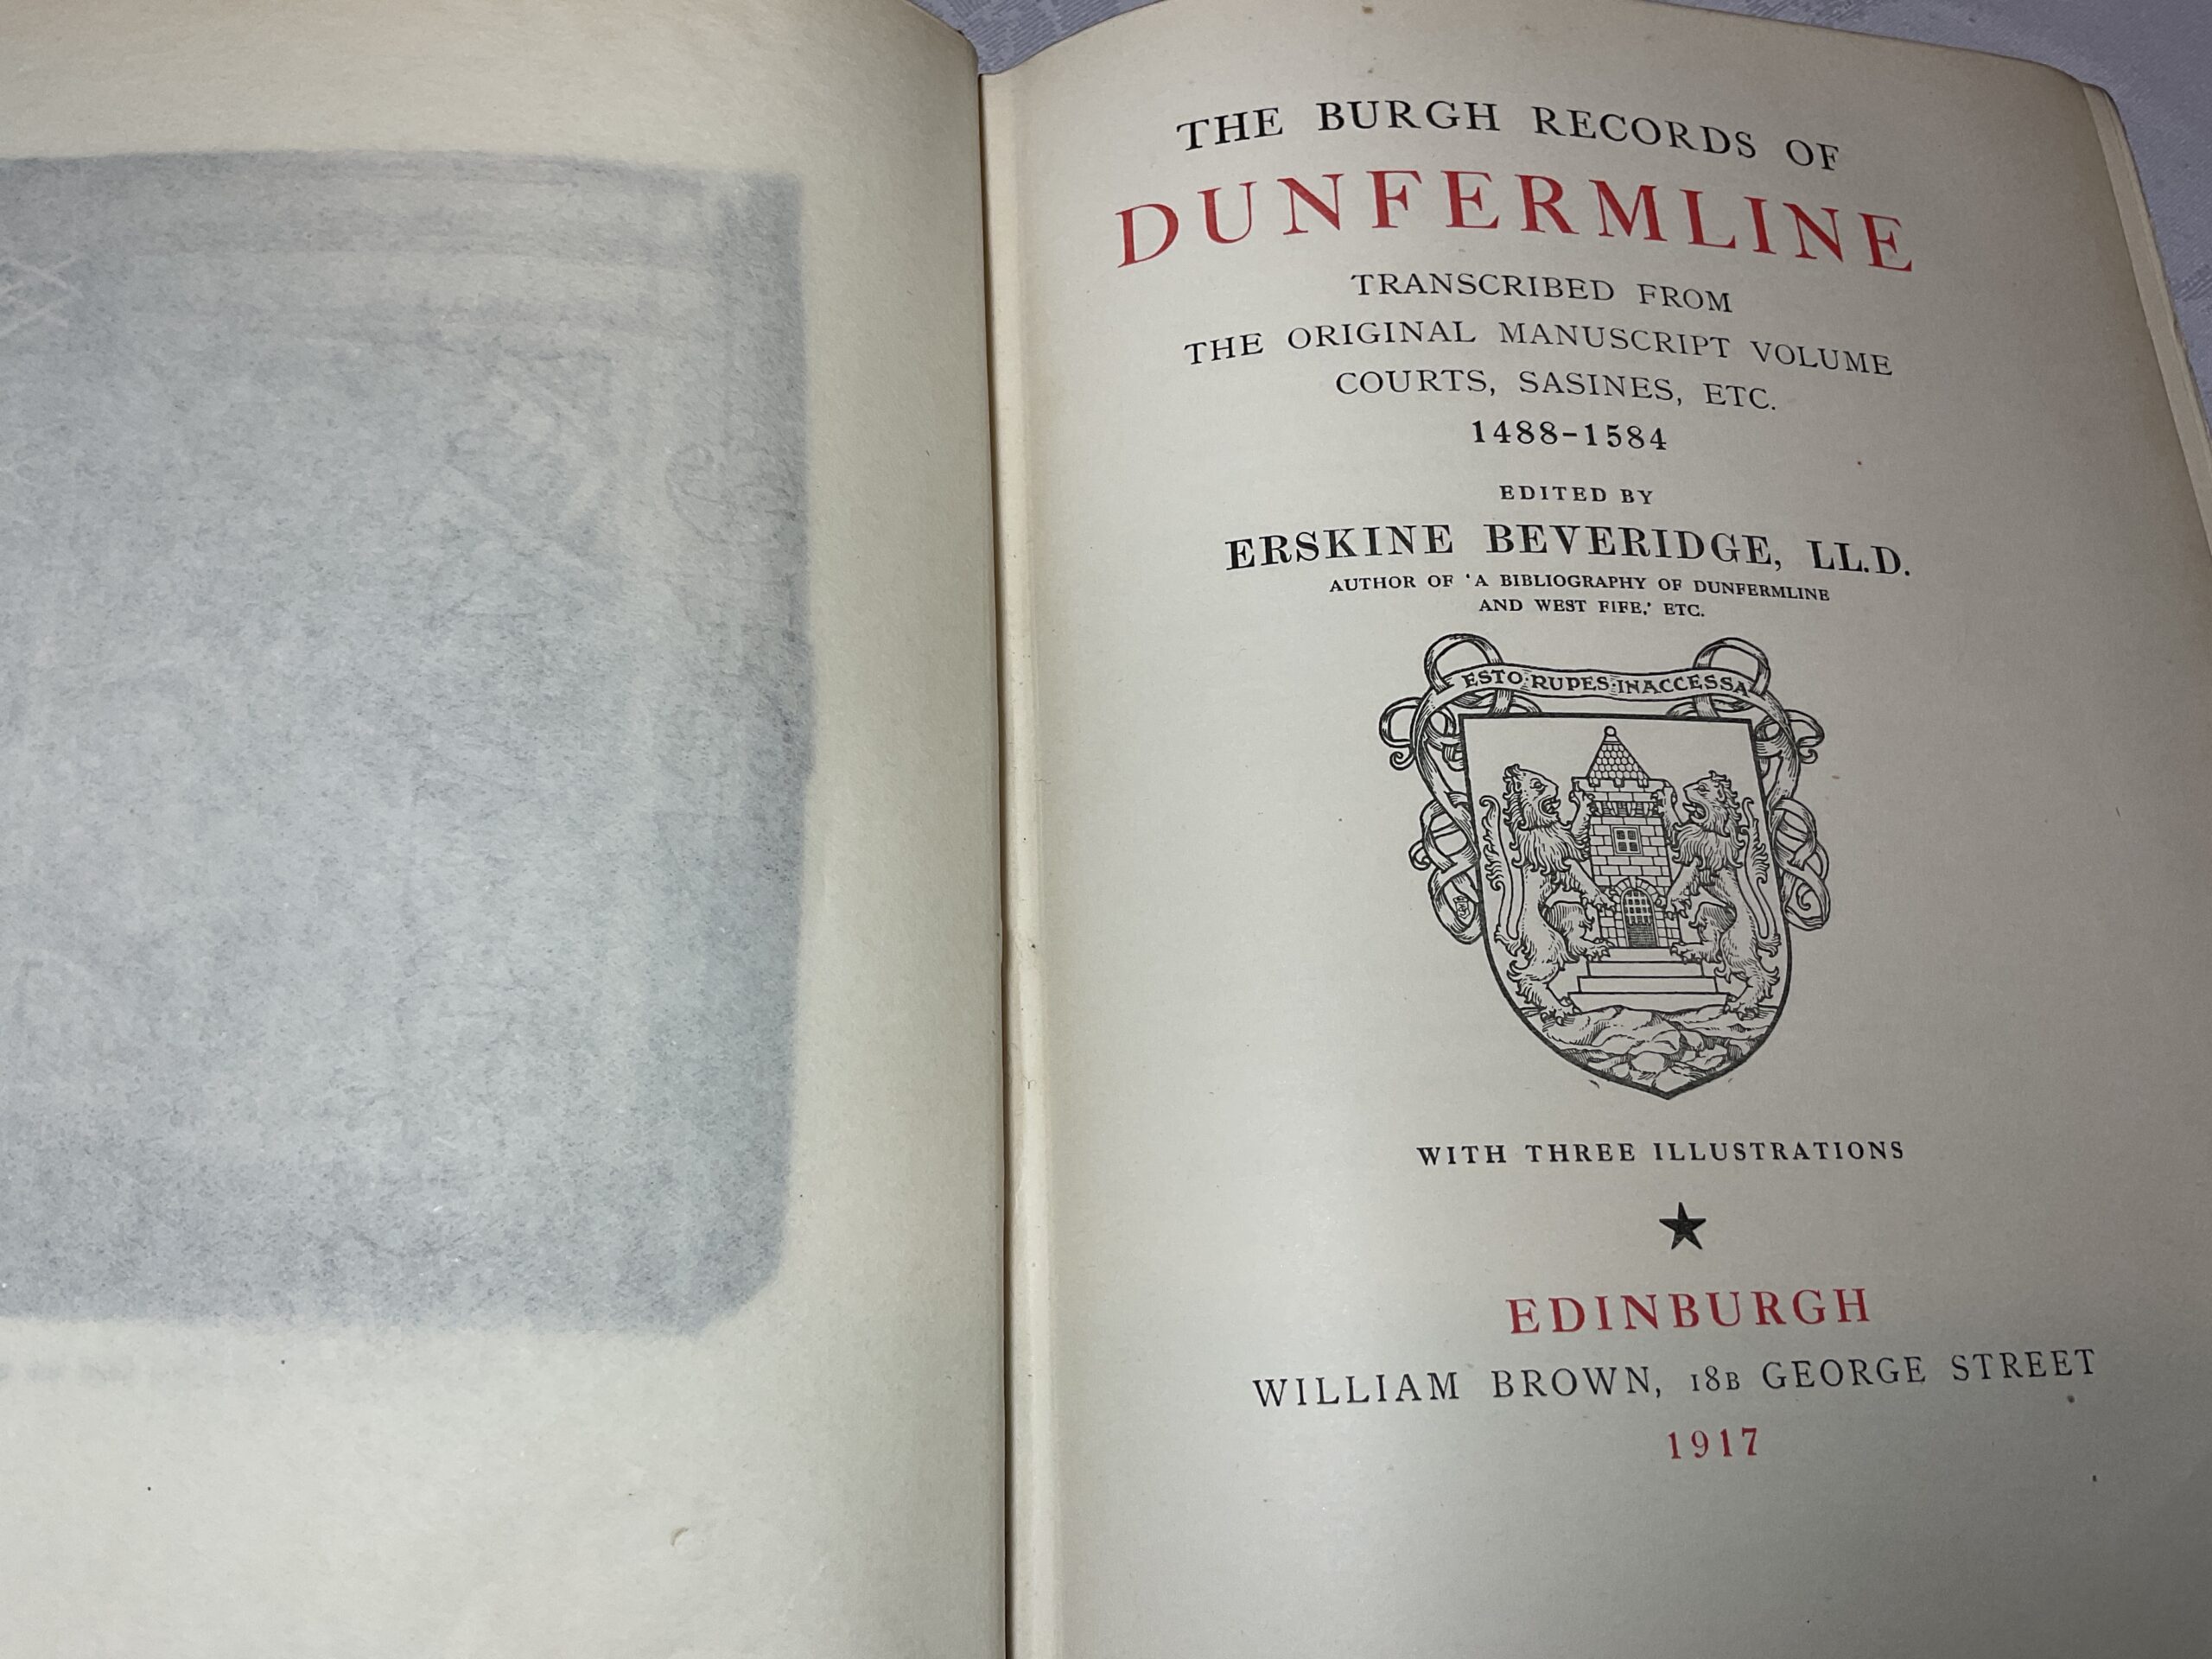 THE BURGH RECORDS OF
DUNFERMLINE
TRANSCRIBED FROM
THE ORIGINAL MANUSCRIPT VOLUME
COURTS, SASINES, ETC.
1488-1584
EDITED BY
ERSKINE BEVERIDGE, LL.D.
AUTHOR OF 'A BIBLIOGRAPHY OF DUNFERMLINE
AND WEST FIFE,' ETC.
ESTO·RUPES·INACCESSA
WITH THREE ILLUSTRATIONS
EDINBURGH
WILLIAM BROWN, 18B GEORGE STREET
1917